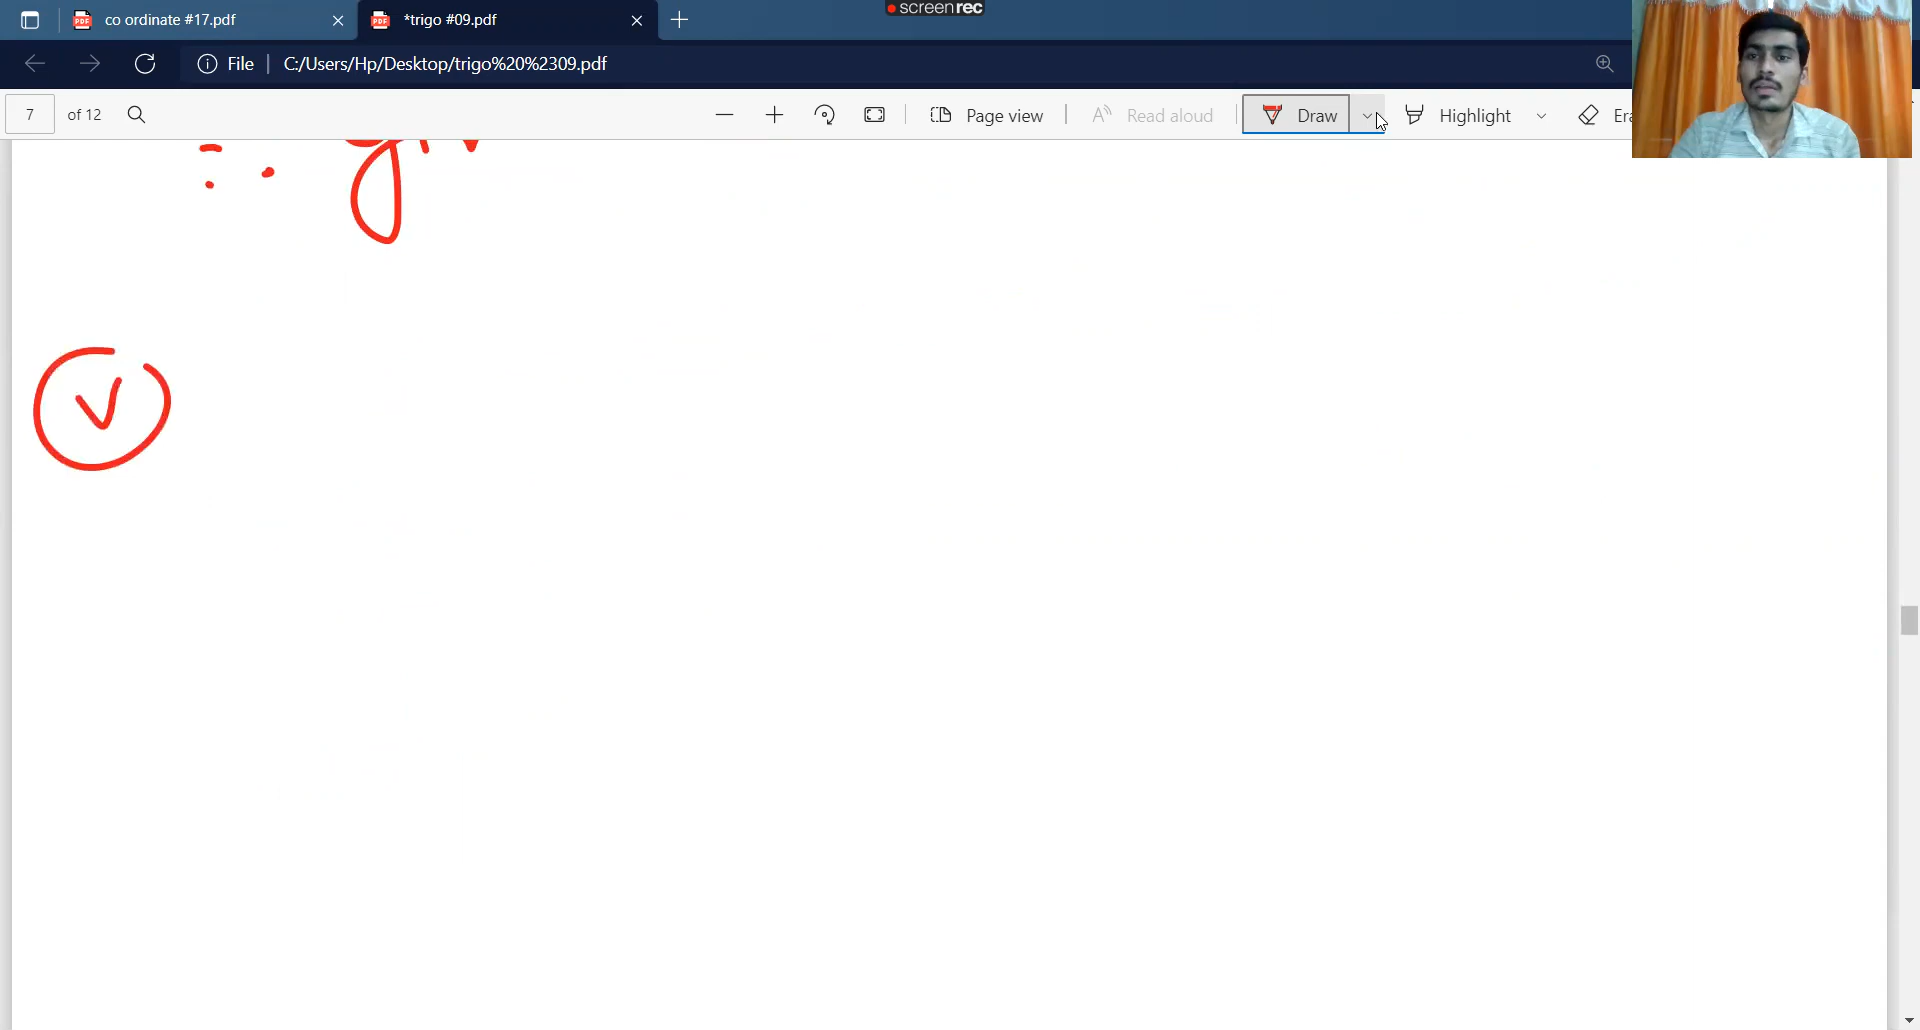 co ordinate #17.pdf
*trigo #09.pdf
screenrec
File
C:/Users/Hp/Desktop/trigo%20%2309.pdf
7 of 12
Page view
Read aloud
Draw
Highlight
Era
V